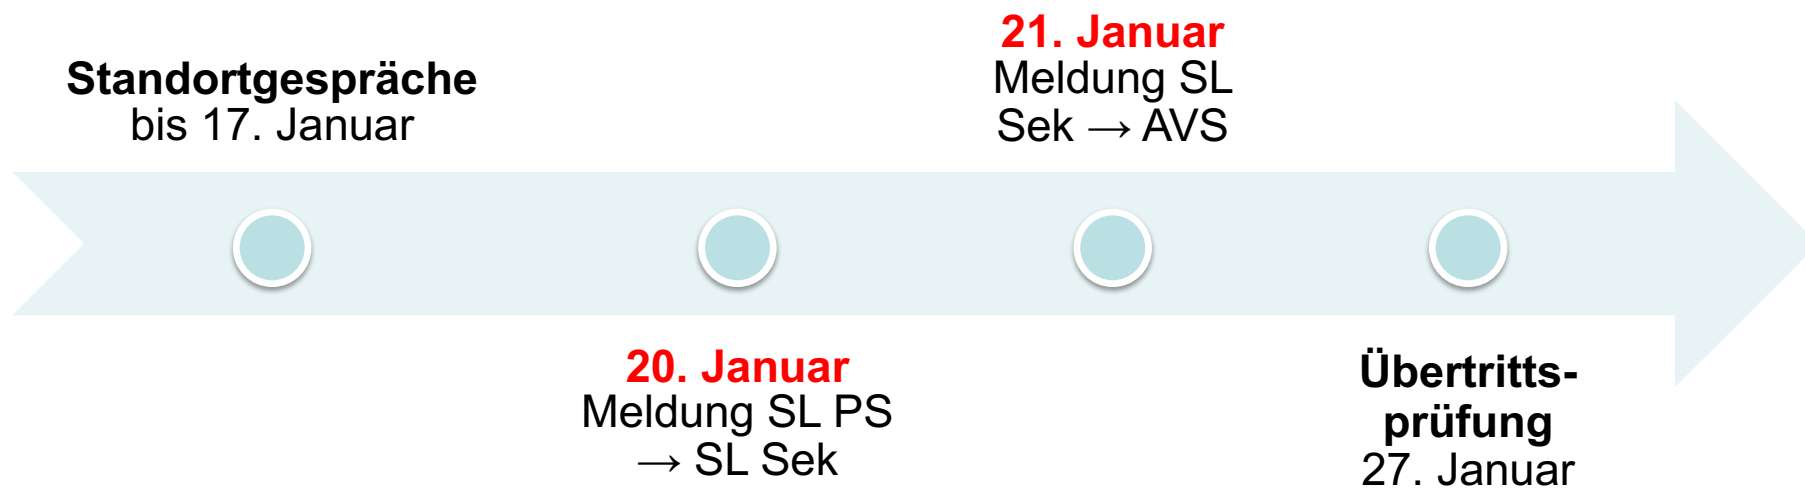 Standortgespräche
bis 17. Januar
20. Januar
Meldung SL PS
→ SL Sek
21. Januar
Meldung SL
Sek → AVS
Übertritts-
prüfung
27. Januar